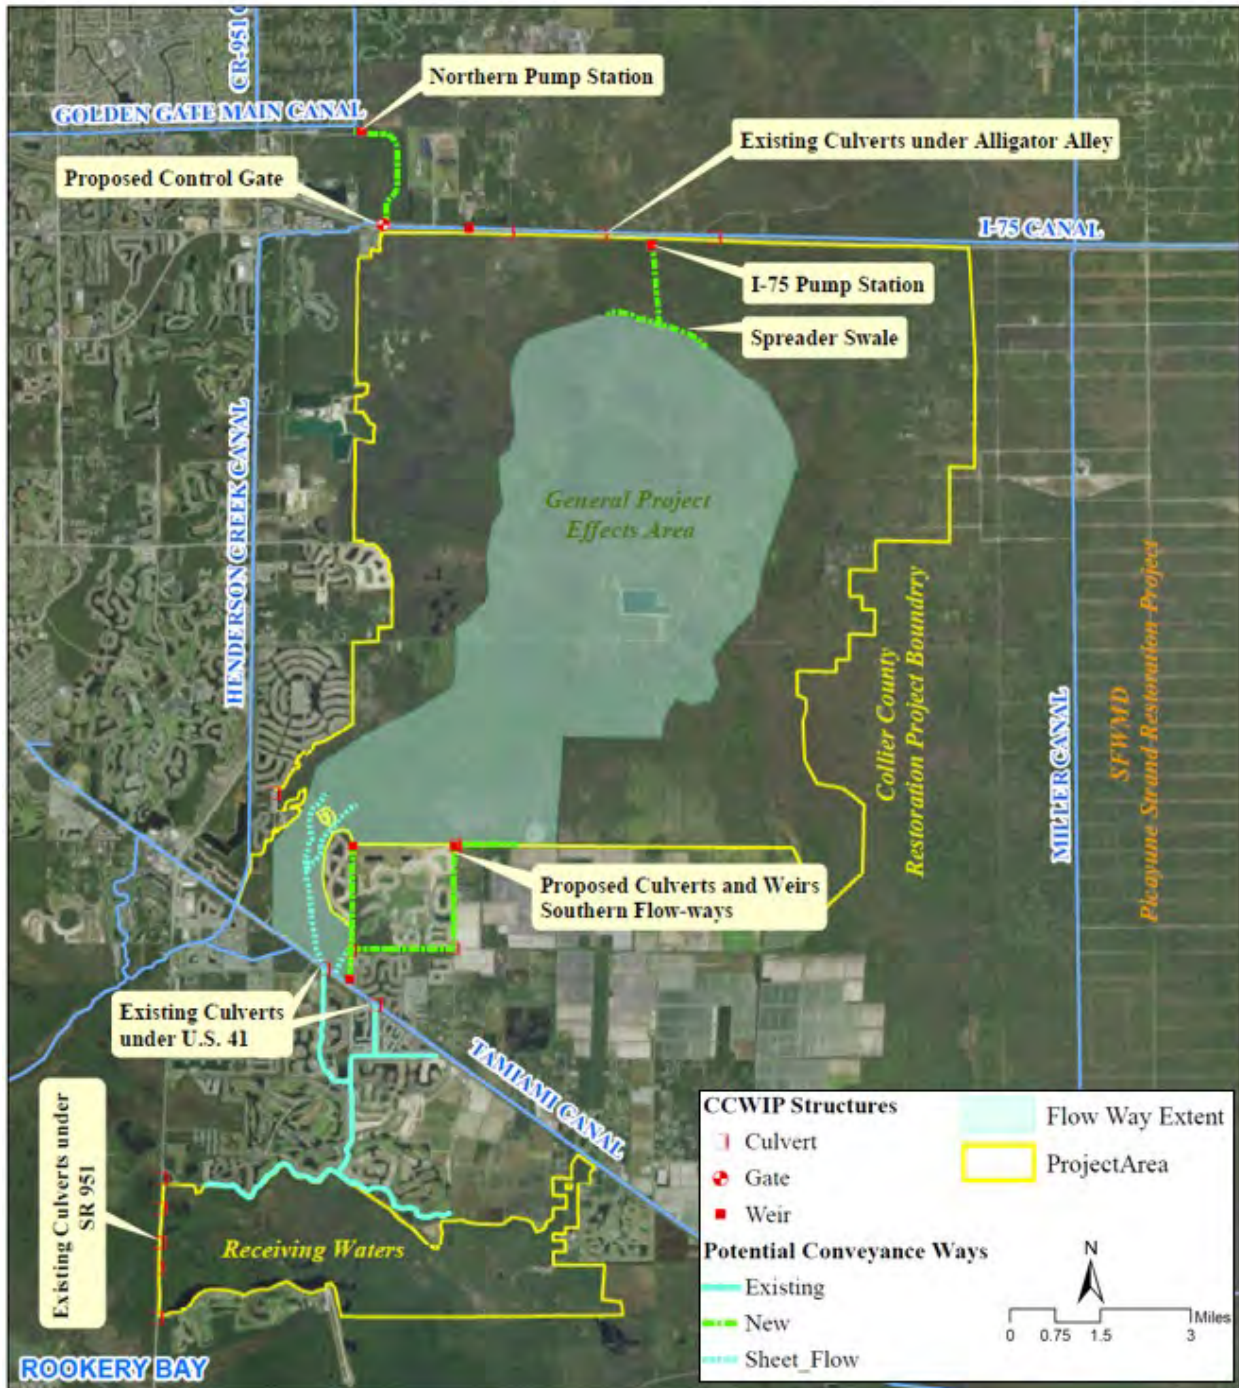 CR-951
Northern Pump Station
GOLDEN GATE MAIN CANAL
Existing Culverts under Alligator Alley
Proposed Control Gate
I-75 CANAL
I-75 Pump Station
Spreader Swale
HENDERSON CREEK CANAL
General Project
Effects Area
Collier County
Restoration Project Boundrry
MILLER CANAL
SFWMD
Picayune Strand Restoration Project
Proposed Culverts and Weirs
Southern Flow-ways
Existing Culverts
under U.S. 41
TAMIAMI CANAL
Existing Culverts under
SR 951
Receiving Waters
ROOKERY BAY
CCWIP Structures
Culvert
Gate
Weir
Potential Conveyance Ways
Existing
New
Sheet_Flow
Flow Way Extent
ProjectArea
N
Miles
0 0.75 1.5 3